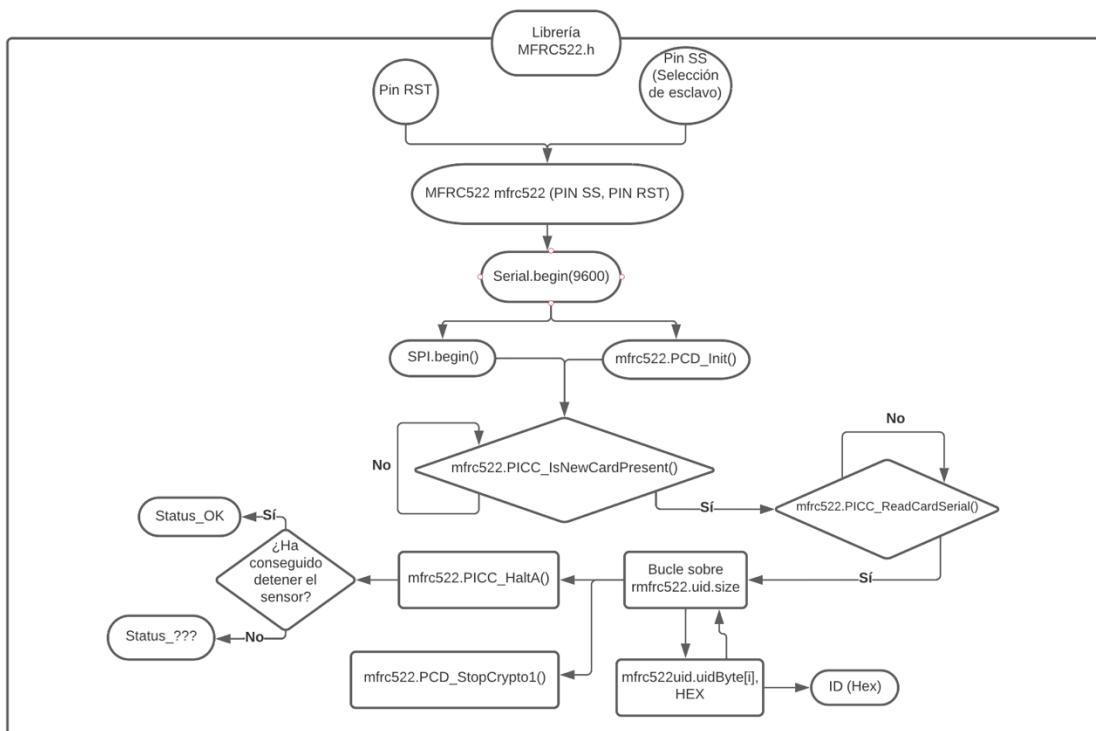 Librería
MFRC522.h
Pin RST
Pin SS
(Selección
de esclavo)
MFRC522 mfrc522 (PIN SS, PIN RST)
Serial.begin(9600)
SPI.begin()
mfrc522.PCD_Init()
No
mfrc522.PICC_IsNewCardPresent()
Sí
No
mfrc522.PICC_ReadCardSerial()
Sí
Bucle sobre
rmfrc522.uid.size
mfrc522.PICC_HaltA()
¿Ha
conseguido
detener el
sensor?
Sí
Status_OK
No
Status_???
mfrc522.PCD_StopCrypto1()
mfrc522uid.uidByte[i],
HEX
ID (Hex)